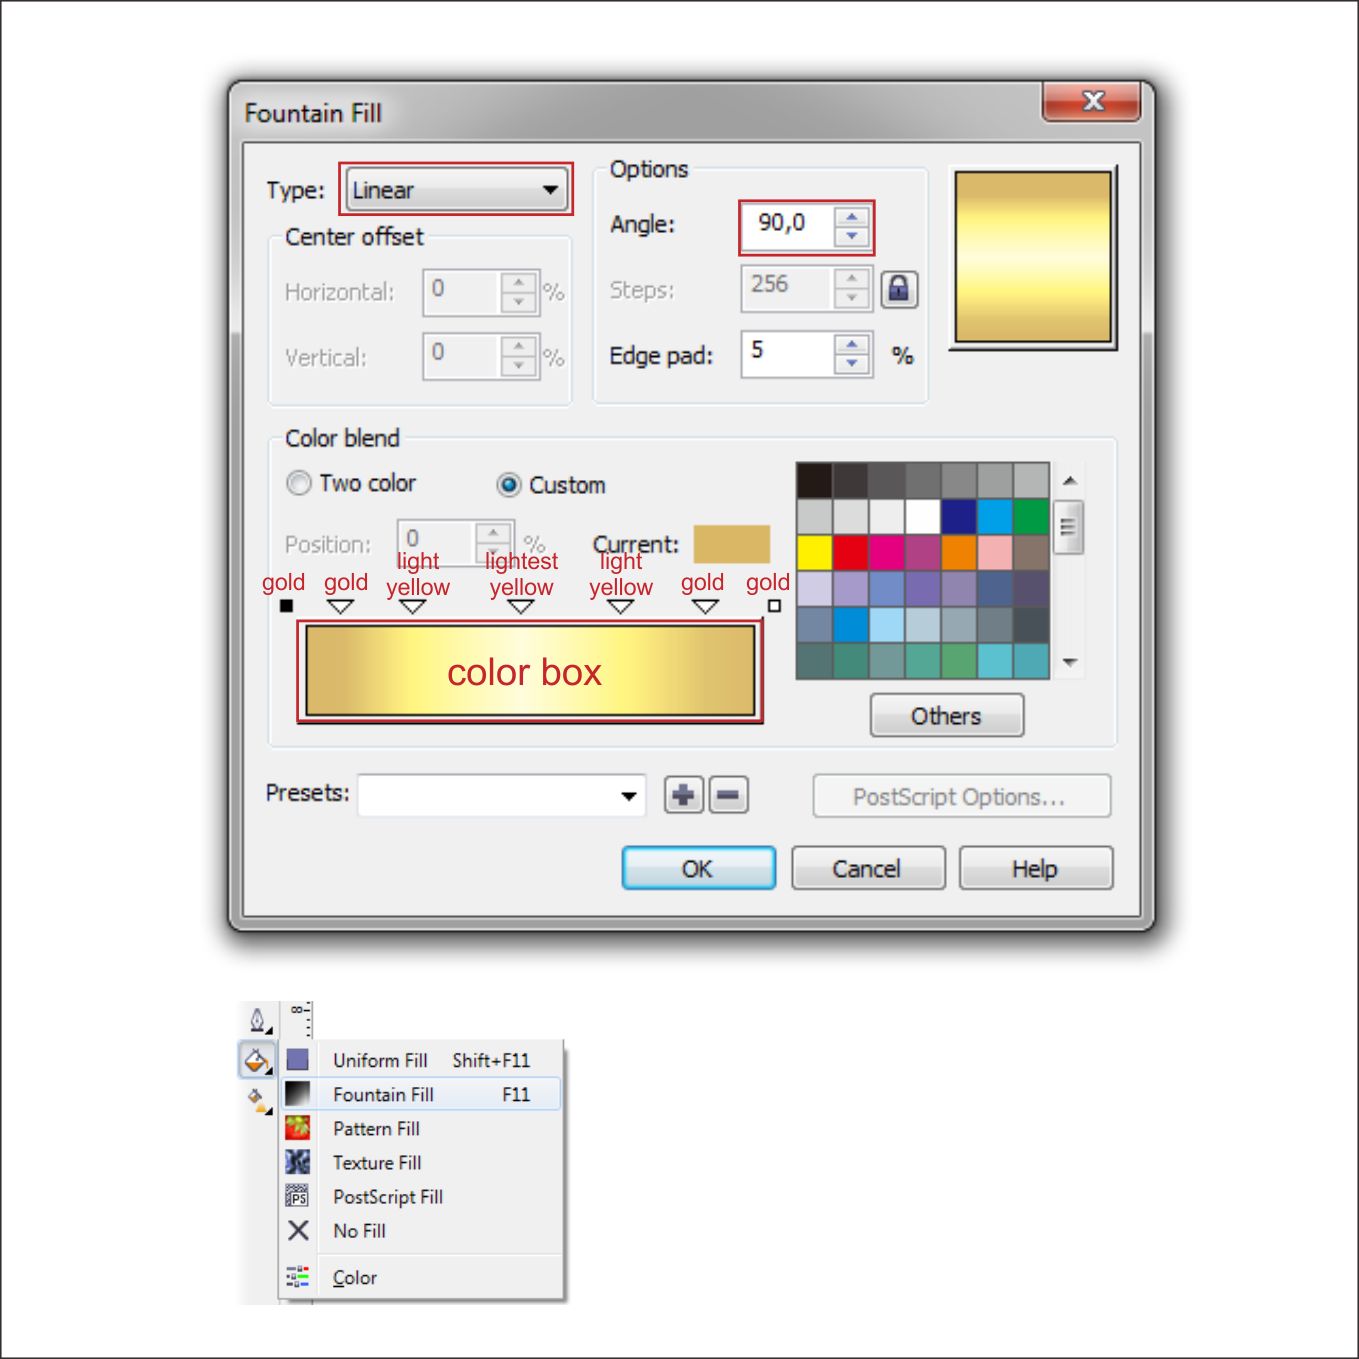 Fountain Fill
X
Type: Linear
Center offset
Horizontal: 0 %
Vertical: 0 %
Options
Angle: 90,0
Steps: 256
Edge pad: 5 %
Color blend
Two color Custom
Position: 0 % Current:
gold gold light yellow lightest yellow light yellow gold gold
color box
Others
Presets:
PostScript Options...
OK Cancel Help
8
Uniform Fill Shift+F11
Fountain Fill F11
Pattern Fill
Texture Fill
PS PostScript Fill
No Fill
Color